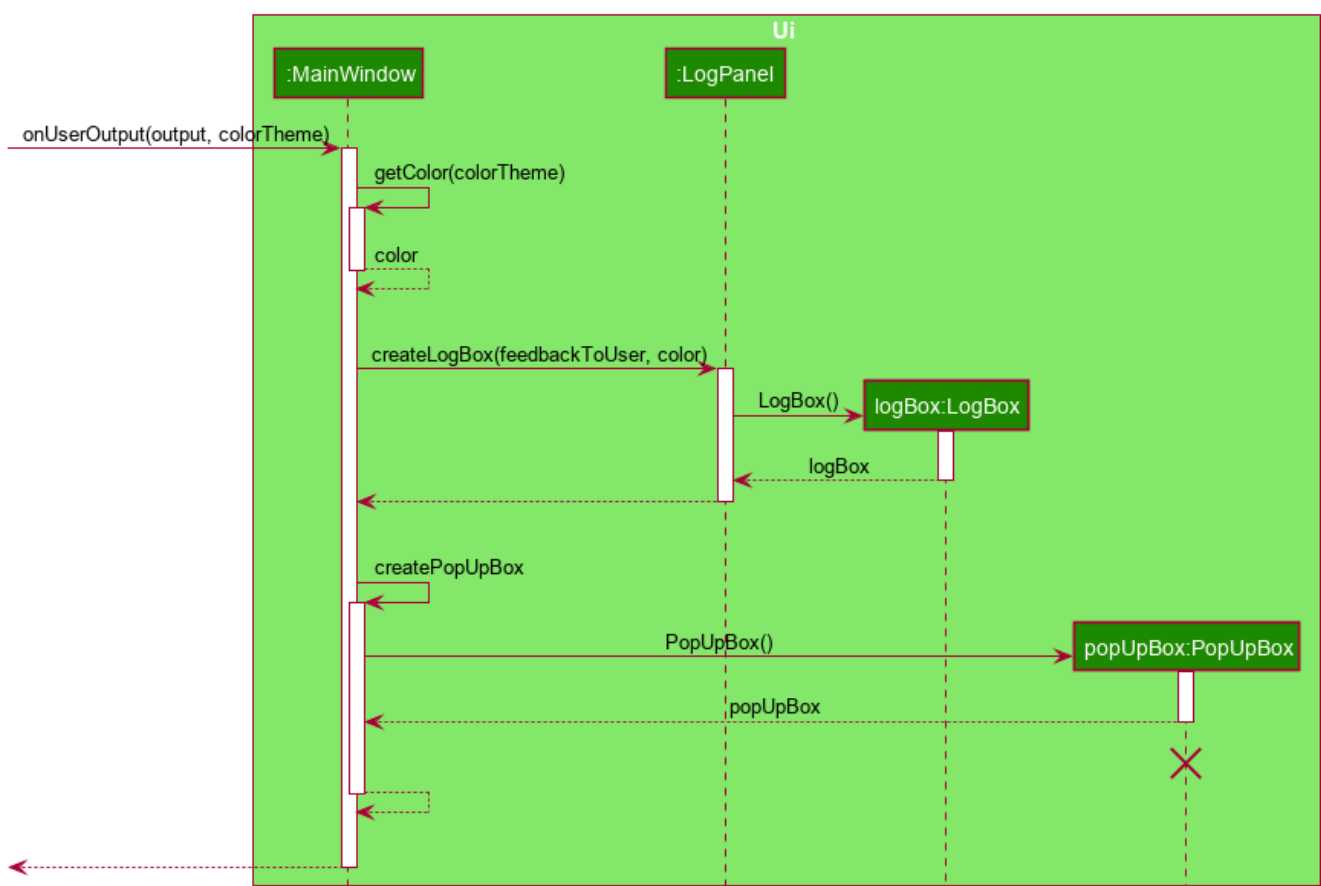 Ui
:MainWindow
:LogPanel
onUserOutput(output, colorTheme)
getColor(colorTheme)
color
createLogBox(feedbackToUser, color)
LogBox()
logBox:LogBox
logBox
createPopUpBox
PopUpBox()
popUpBox:PopUpBox
popUpBox